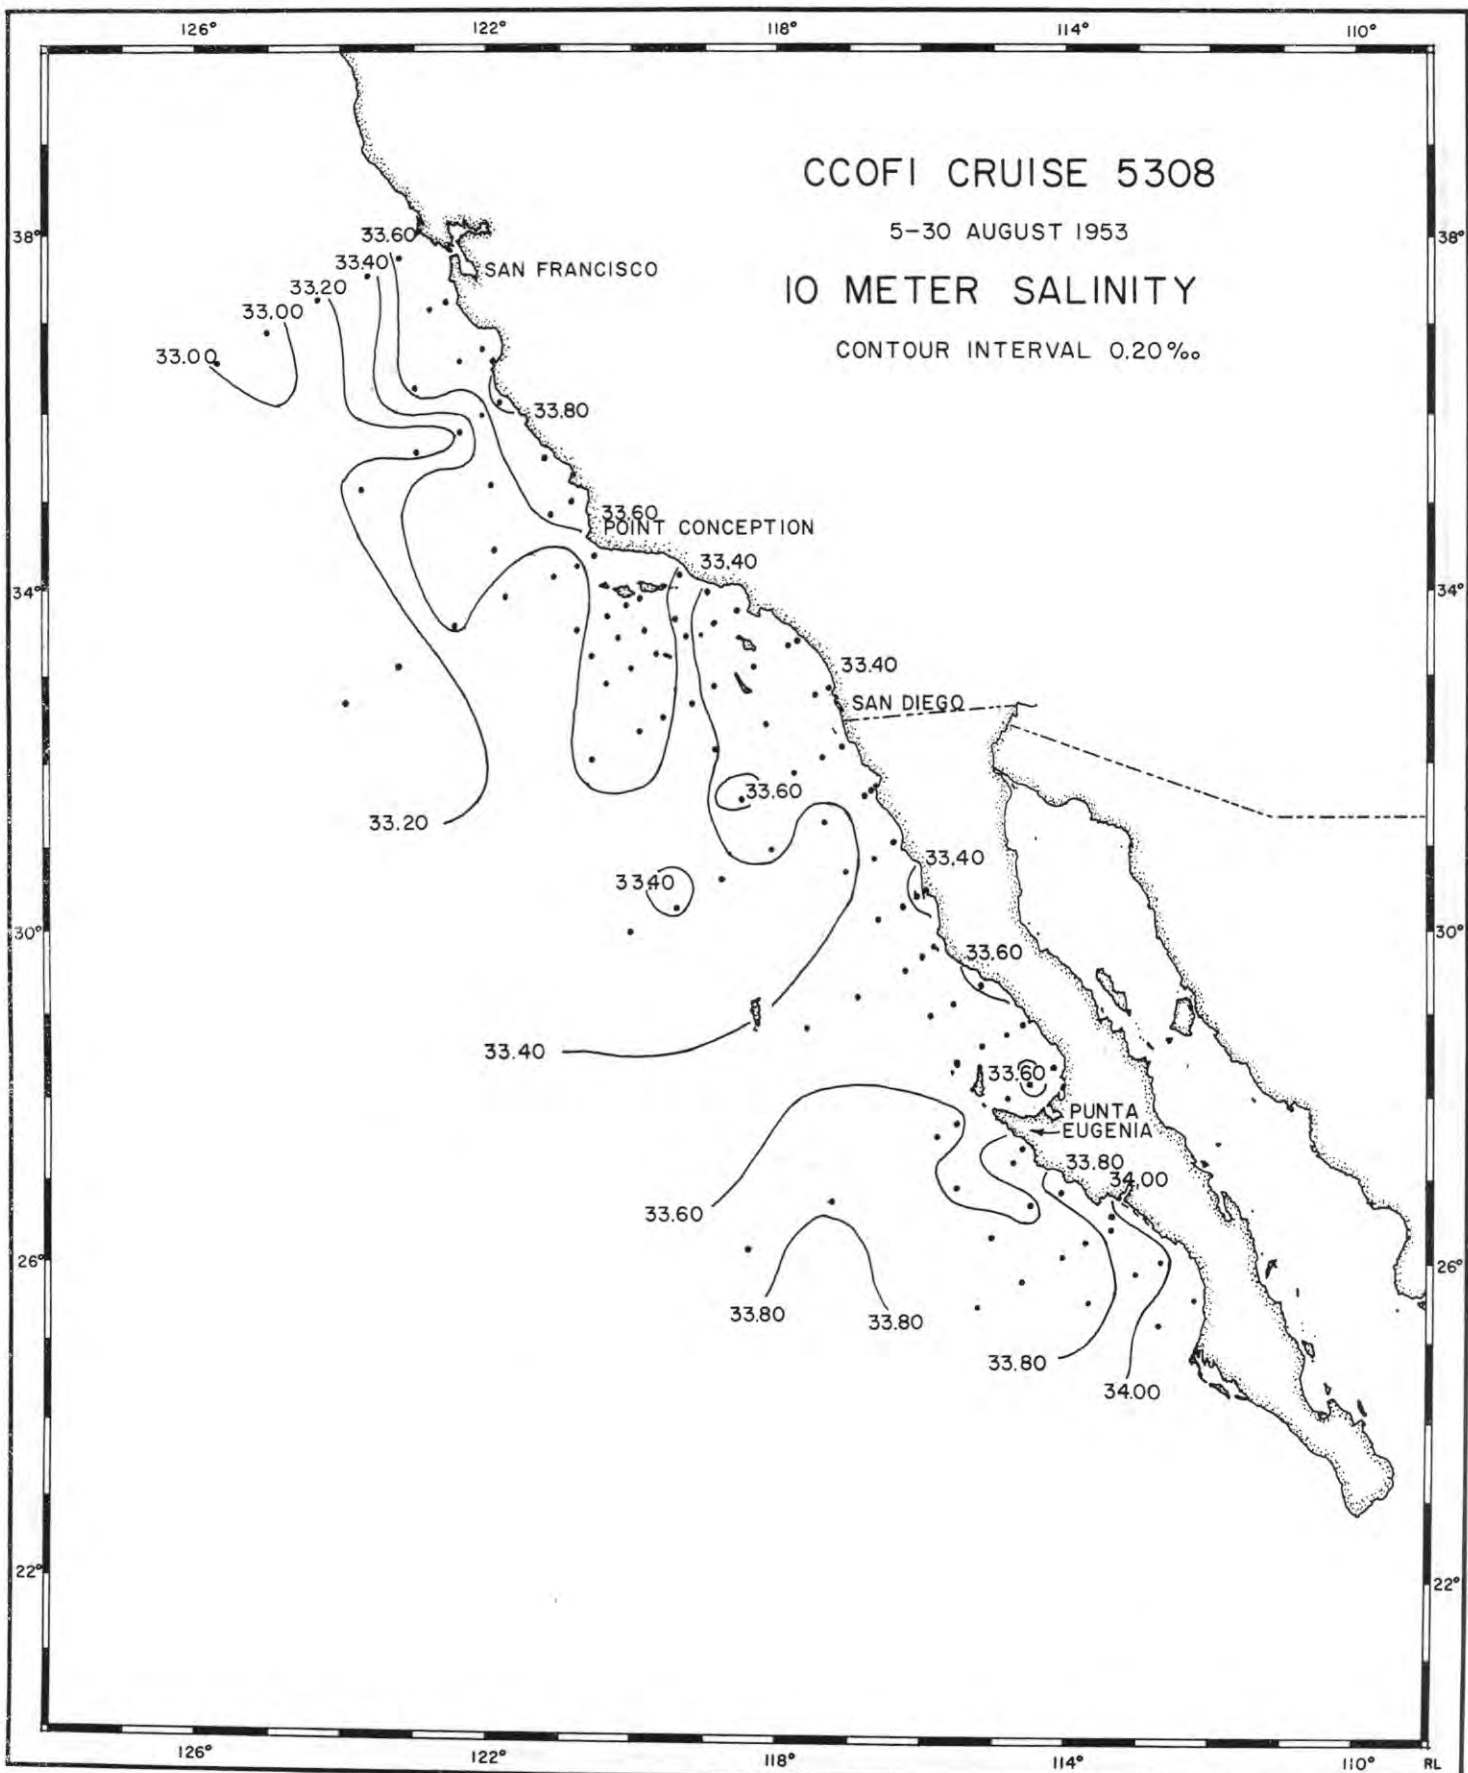 126° 122° 118° 114° 110°
CCOFI CRUISE 5308
5-30 AUGUST 1953
10 METER SALINITY
CONTOUR INTERVAL 0.20‰
38° 38°
33.60
SAN FRANCISCO
33.40
33.20
33.00
33.00
33.80
33.60
POINT CONCEPTION
33.40
34° 34°
33.40
SAN DIEGO
33.60
33.20
33.40
33.40
30° 30°
33.60
33.40
33.60
PUNTA
EUGENIA
33.80
34.00
33.60
26° 26°
33.80
33.80
33.80
34.00
22° 22°
126° 122° 118° 114° 110° RL